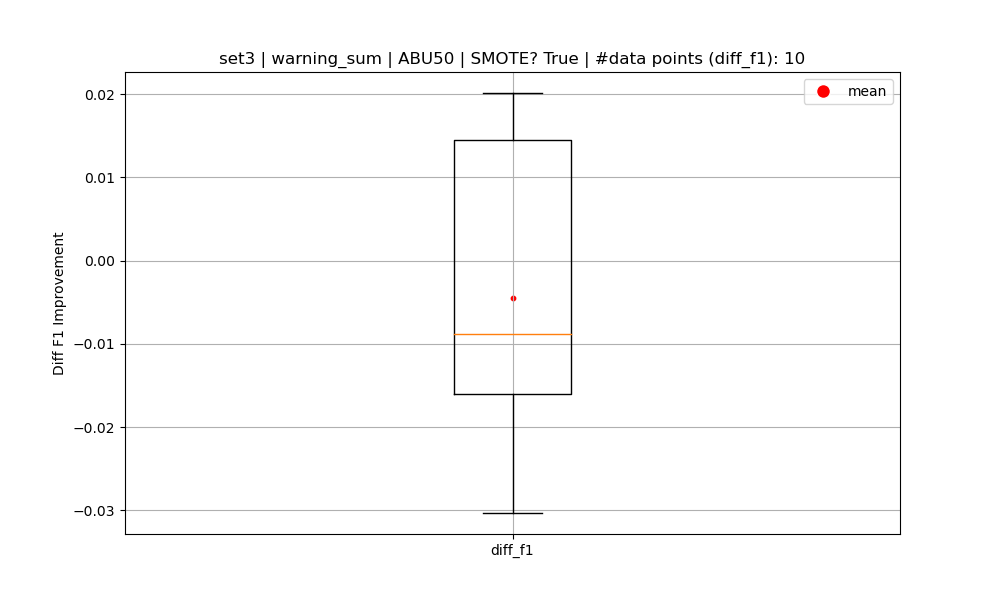 set3 | warning_sum | ABU50 | SMOTE? True | #data points (diff_f1): 10
mean
0.02
0.01
0.00
−0.01
−0.02
−0.03
Diff F1 Improvement
diff_f1